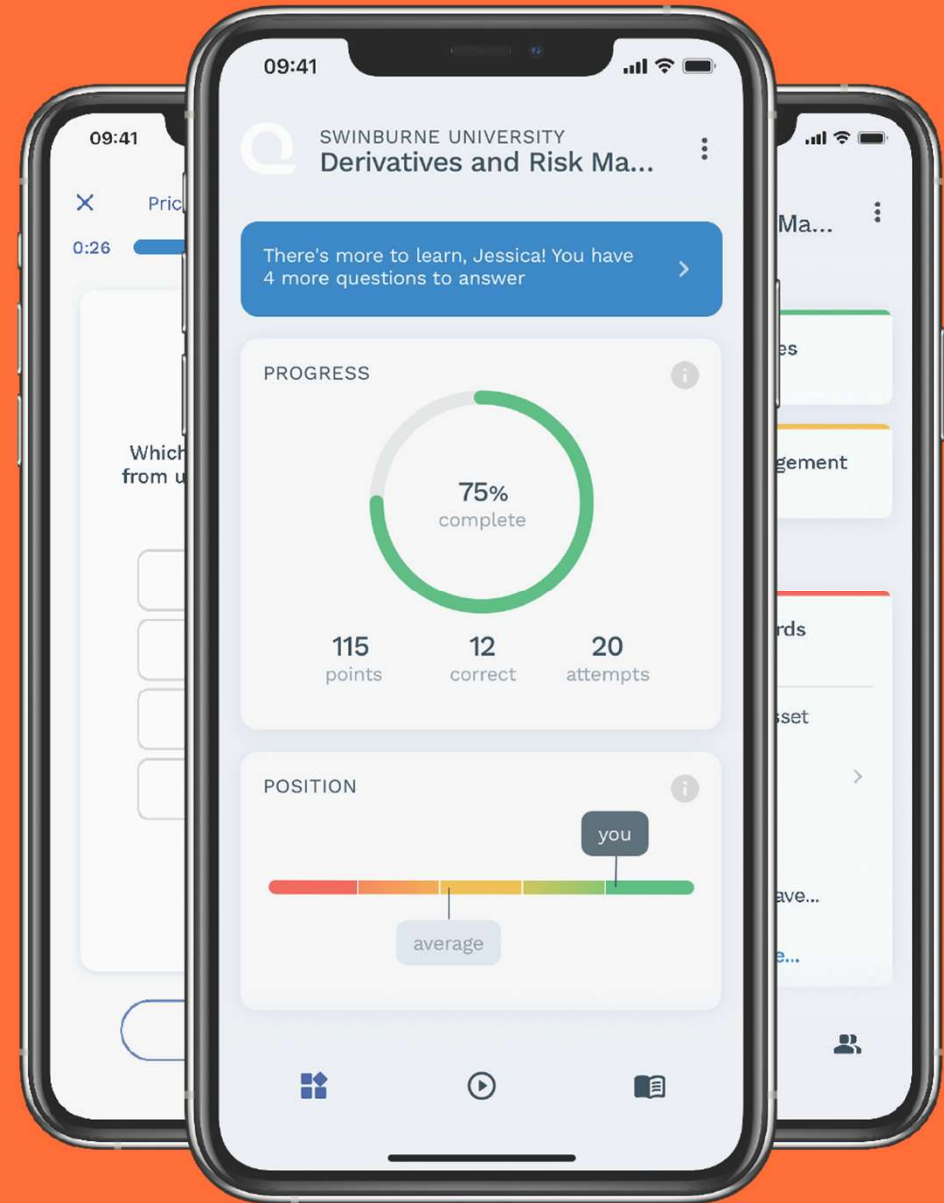 09:41
SWINBURNE UNIVERSITY
Derivatives and Risk Ma...
There's more to learn, Jessica! You have
4 more questions to answer
PROGRESS
75%
complete
115
points
12
correct
20
attempts
POSITION
you
average
09:41
Pric
0:26
Which
from u
Ma...
es
gement
rds
sset
ave...
e...